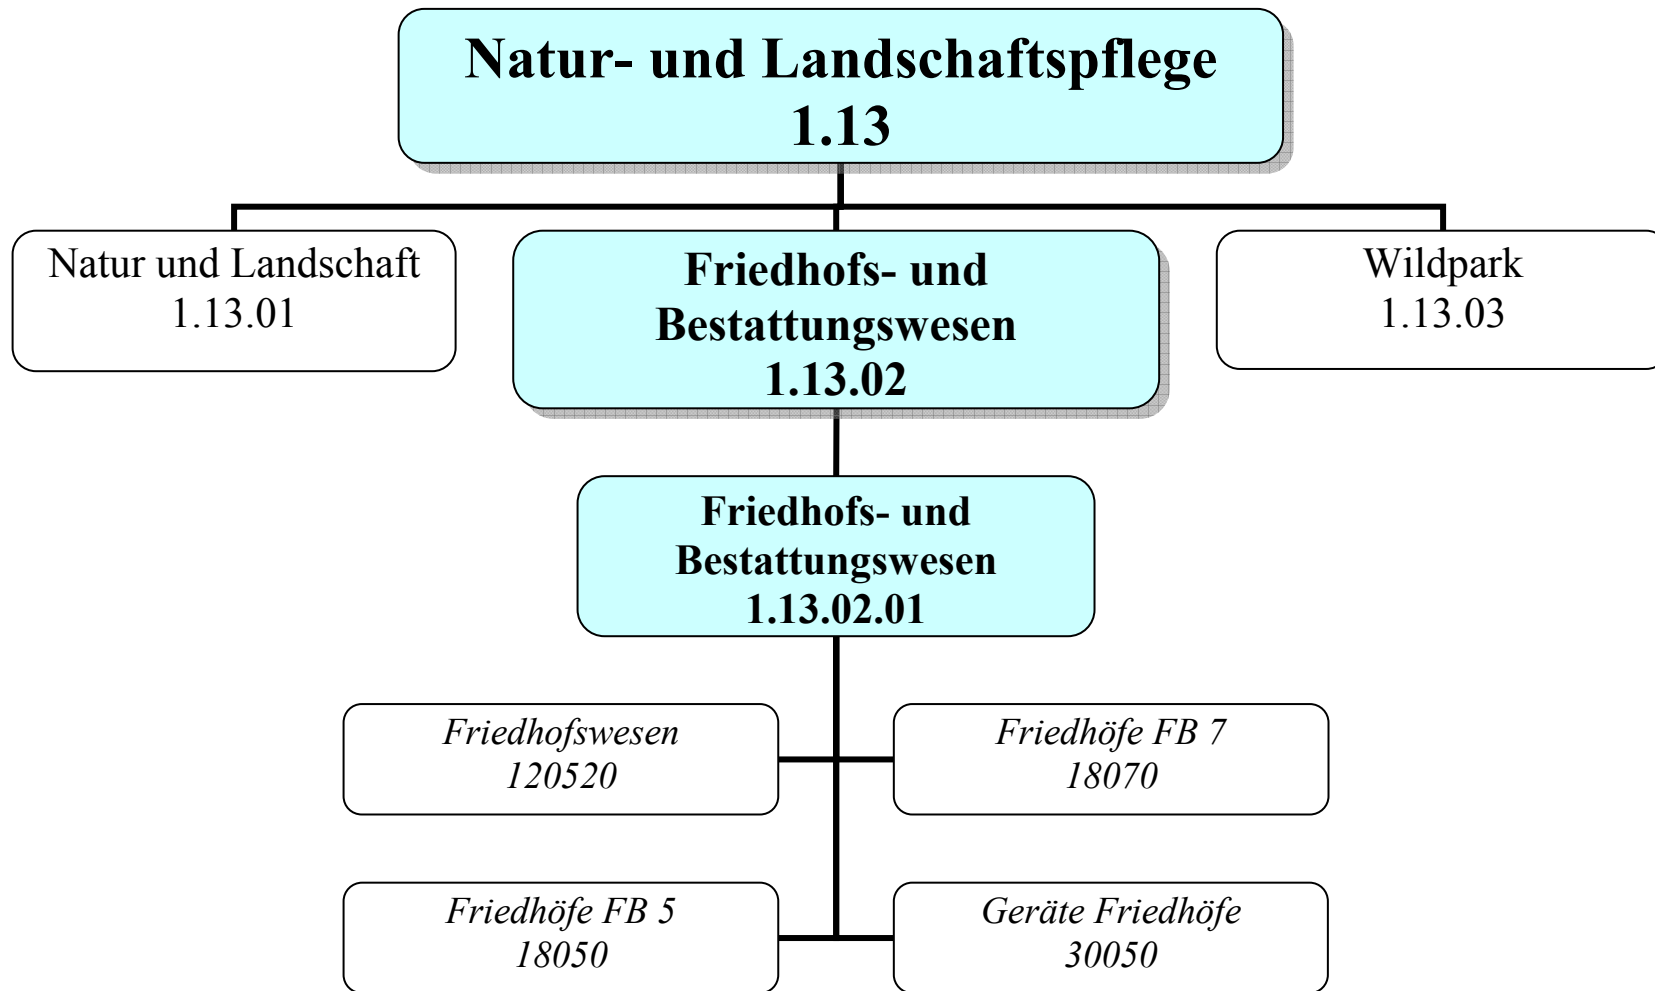 Natur- und Landschaftspflege
1.13
Natur und Landschaft
1.13.01
Friedhofs- und
Bestattungswesen
1.13.02
Wildpark
1.13.03
Friedhofs- und
Bestattungswesen
1.13.02.01
Friedhofswesen
120520
Friedhöfe FB 7
18070
Friedhöfe FB 5
18050
Geräte Friedhöfe
30050